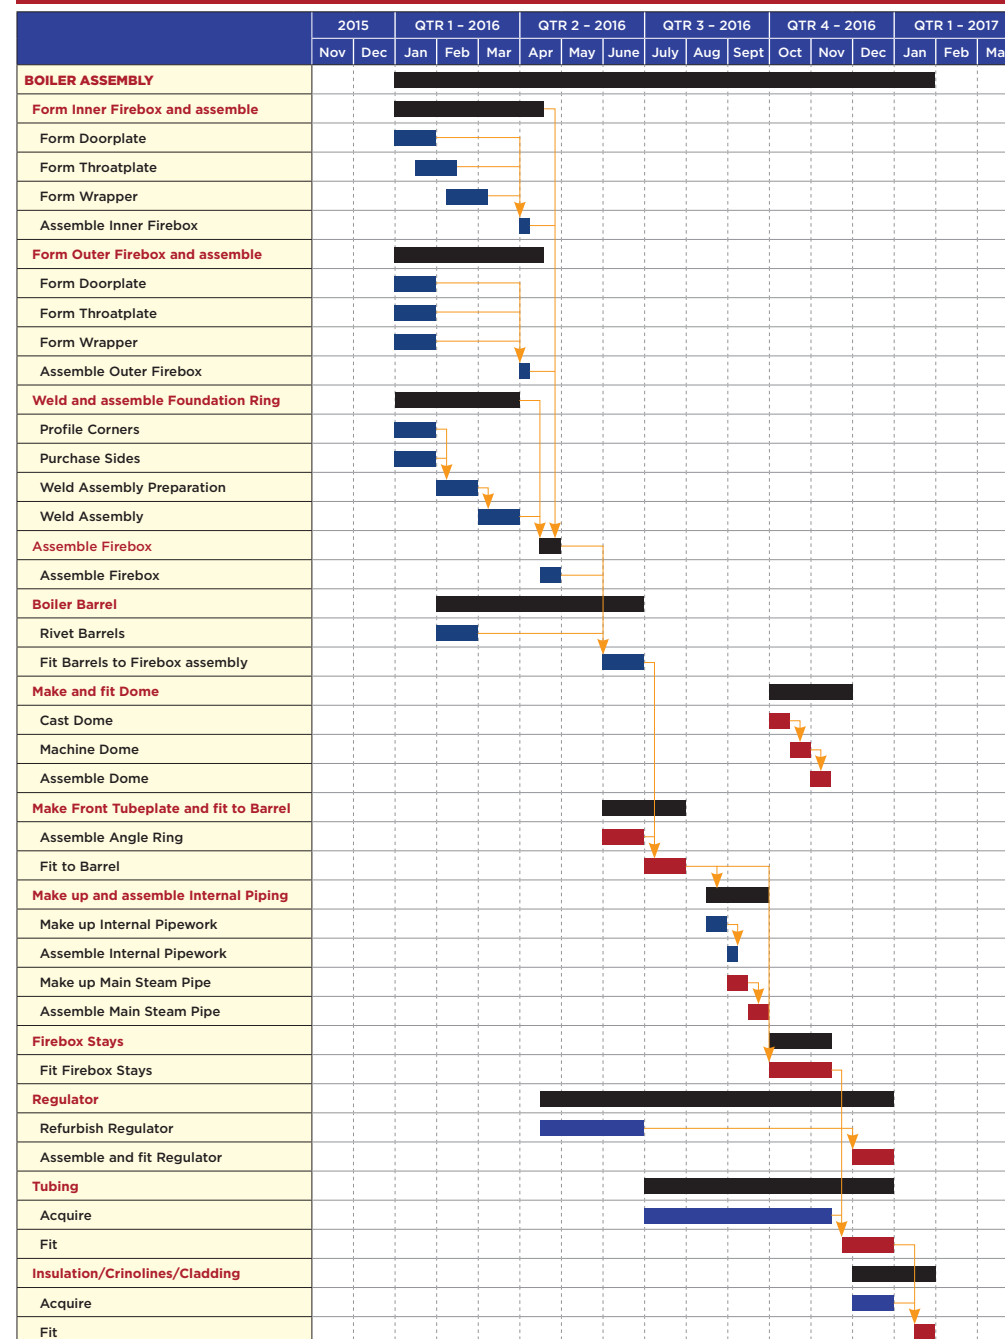 2015 QTR 1 – 2016 QTR 2 – 2016 QTR 3 – 2016 QTR 4 – 2016 QTR 1 – 2017
Nov Dec Jan Feb Mar Apr May June July Aug Sept Oct Nov Dec Jan Feb Ma
BOILER ASSEMBLY
Form Inner Firebox and assemble
Form Doorplate
Form Throatplate
Form Wrapper
Assemble Inner Firebox
Form Outer Firebox and assemble
Form Doorplate
Form Throatplate
Form Wrapper
Assemble Outer Firebox
Weld and assemble Foundation Ring
Profile Corners
Purchase Sides
Weld Assembly Preparation
Weld Assembly
Assemble Firebox
Assemble Firebox
Boiler Barrel
Rivet Barrels
Fit Barrels to Firebox assembly
Make and fit Dome
Cast Dome
Machine Dome
Assemble Dome
Make Front Tubeplate and fit to Barrel
Assemble Angle Ring
Fit to Barrel
Make up and assemble Internal Piping
Make up Internal Pipework
Assemble Internal Pipework
Make up Main Steam Pipe
Assemble Main Steam Pipe
Firebox Stays
Fit Firebox Stays
Regulator
Refurbish Regulator
Assemble and fit Regulator
Tubing
Acquire
Fit
Insulation/Crinolines/Cladding
Acquire
Fit